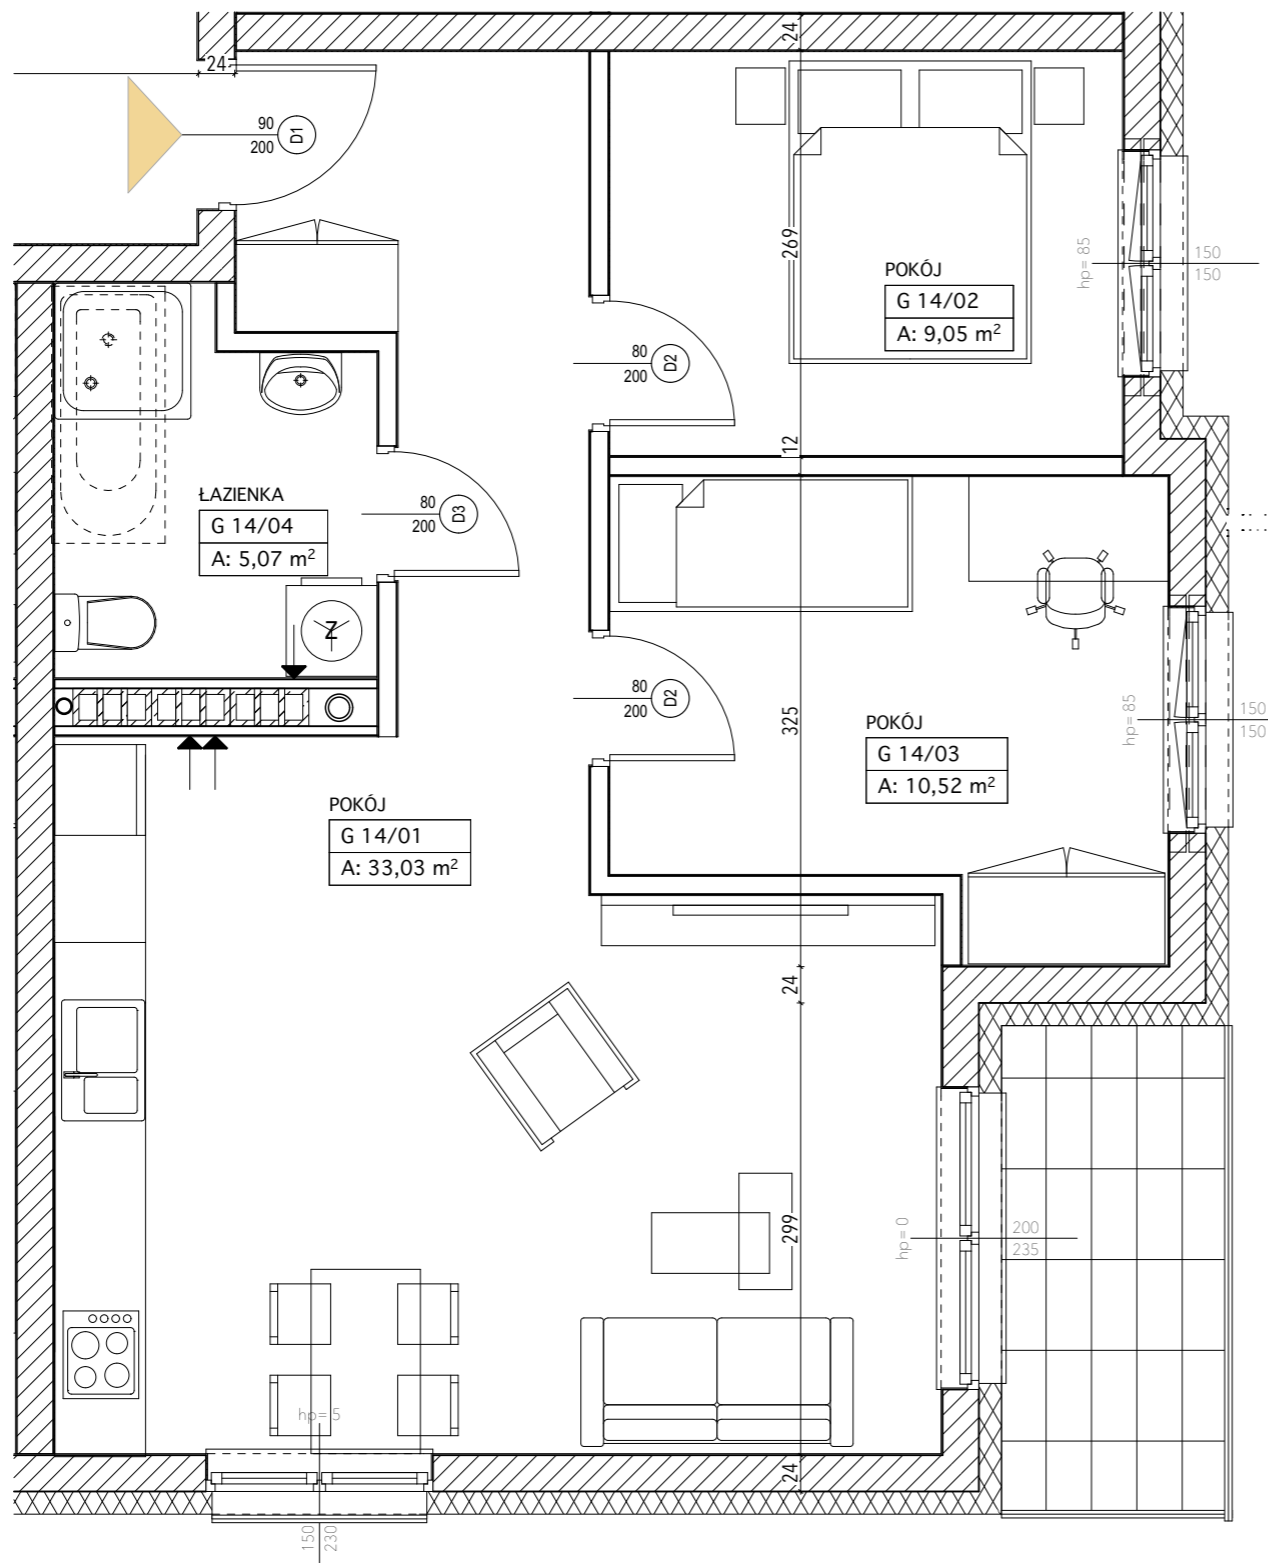 24
24
90
200
D1
269
POKÓJ
G 14/02
A: 9,05 m²
hp= 85
150
150
80
200
D2
12
ŁAZIENKA
G 14/04
A: 5,07 m²
80
200
D3
Z
80
200
D2
325
POKÓJ
G 14/03
A: 10,52 m²
hp= 85
150
150
POKÓJ
G 14/01
A: 33,03 m²
24
299
hp= 0
200
235
hp= 5
24
150
230